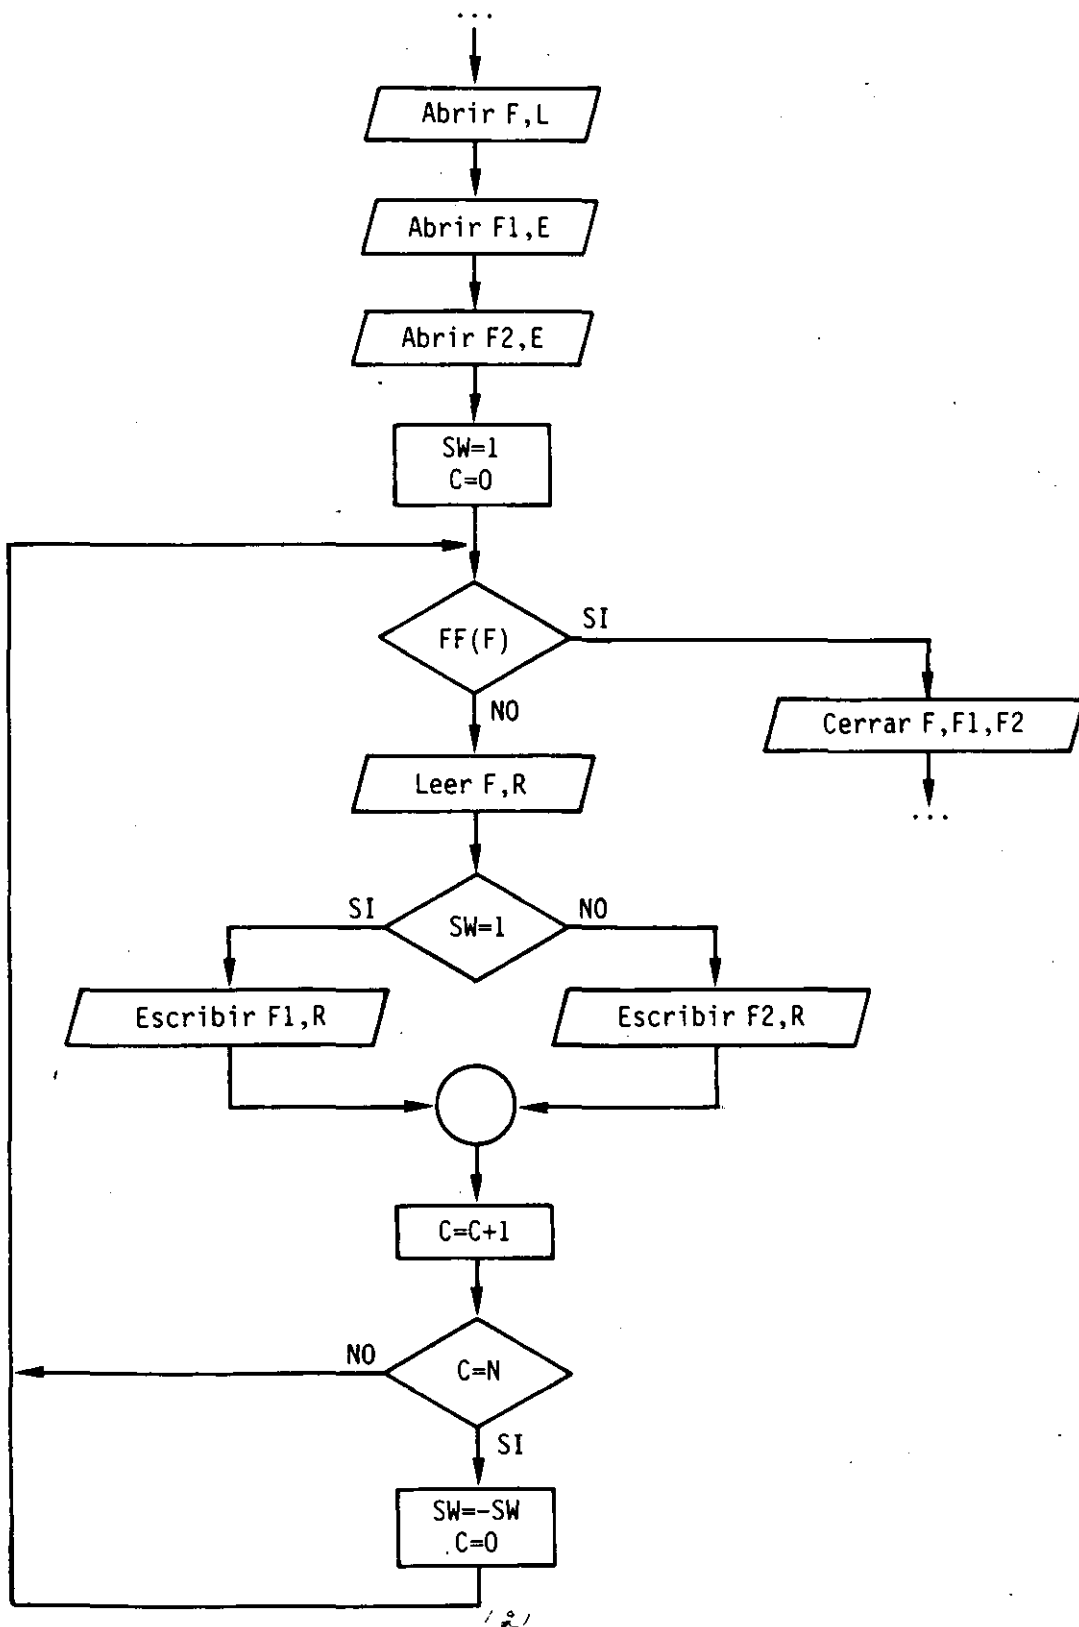 ...
Abrir F,L
Abrir F1,E
Abrir F2,E
SW=1
C=0
FF(F)
SI
NO
Cerrar F,F1,F2
...
Leer F,R
SW=1
SI
NO
Escribir F1,R
Escribir F2,R
C=C+1
C=N
NO
SI
SW=-SW
C=0